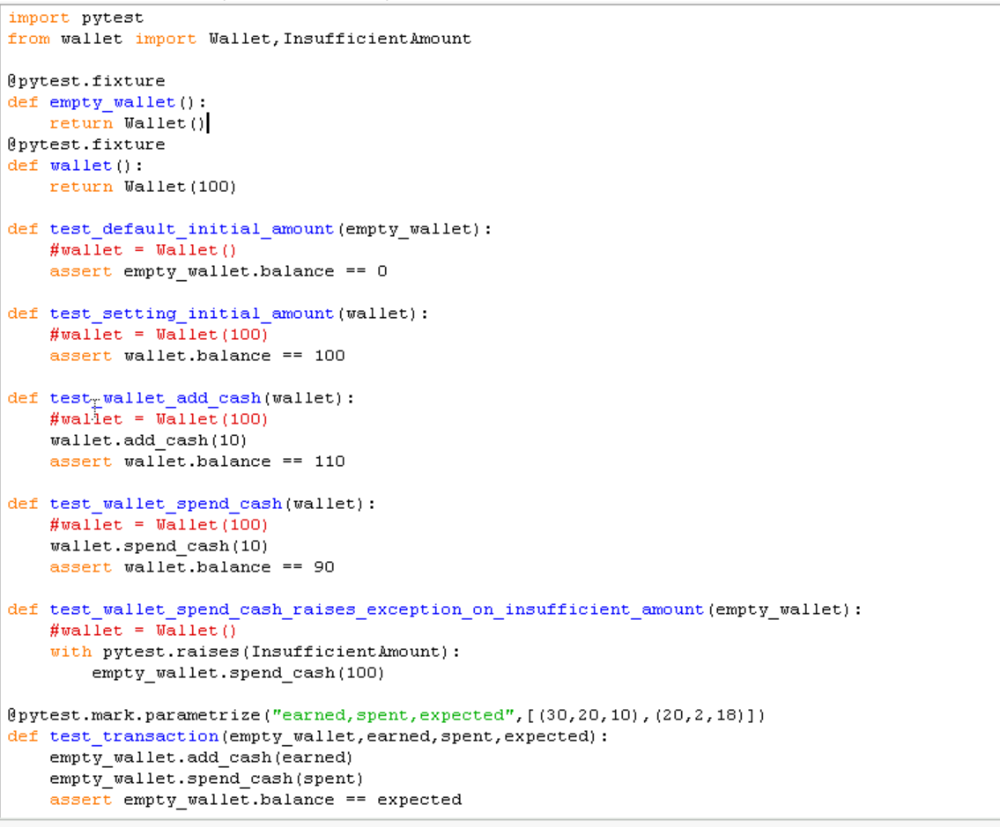 import pytest
from wallet import Wallet,InsufficientAmount
@pytest.fixture
def empty_wallet():
    return Wallet()
@pytest.fixture
def wallet():
    return Wallet(100)
def test_default_initial_amount(empty_wallet):
    #wallet = Wallet()
    assert empty_wallet.balance == 0
def test_setting_initial_amount(wallet):
    #wallet = Wallet(100)
    assert wallet.balance == 100
def test_wallet_add_cash(wallet):
    #wallet = Wallet(100)
    wallet.add_cash(10)
    assert wallet.balance == 110
def test_wallet_spend_cash(wallet):
    #wallet = Wallet(100)
    wallet.spend_cash(10)
    assert wallet.balance == 90
def test_wallet_spend_cash_raises_exception_on_insufficient_amount(empty_wallet):
    #wallet = Wallet()
    with pytest.raises(InsufficientAmount):
        empty_wallet.spend_cash(100)
@pytest.mark.parametrize("earned,spent,expected",[(30,20,10),(20,2,18)])
def test_transaction(empty_wallet,earned,spent,expected):
    empty_wallet.add_cash(earned)
    empty_wallet.spend_cash(spent)
    assert empty_wallet.balance == expected